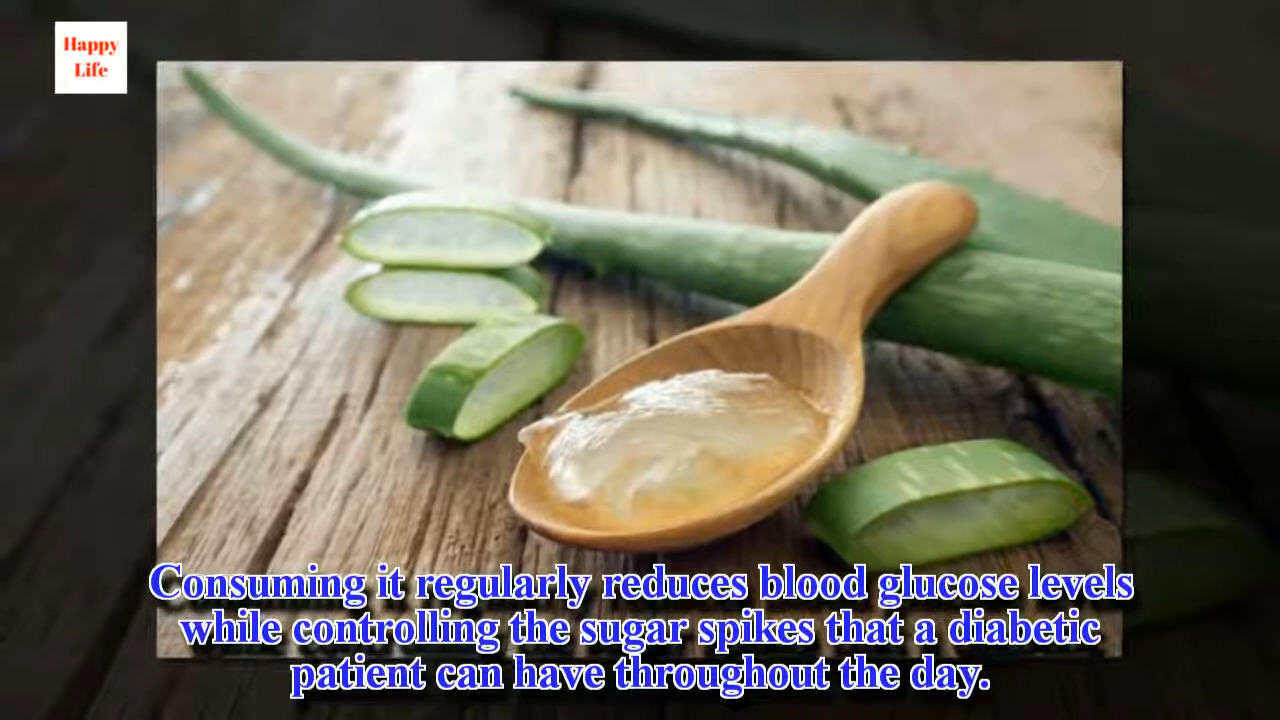 Happy
Life
Consuming it regularly reduces blood glucose levels
while controlling the sugar spikes that a diabetic
patient can have throughout the day.